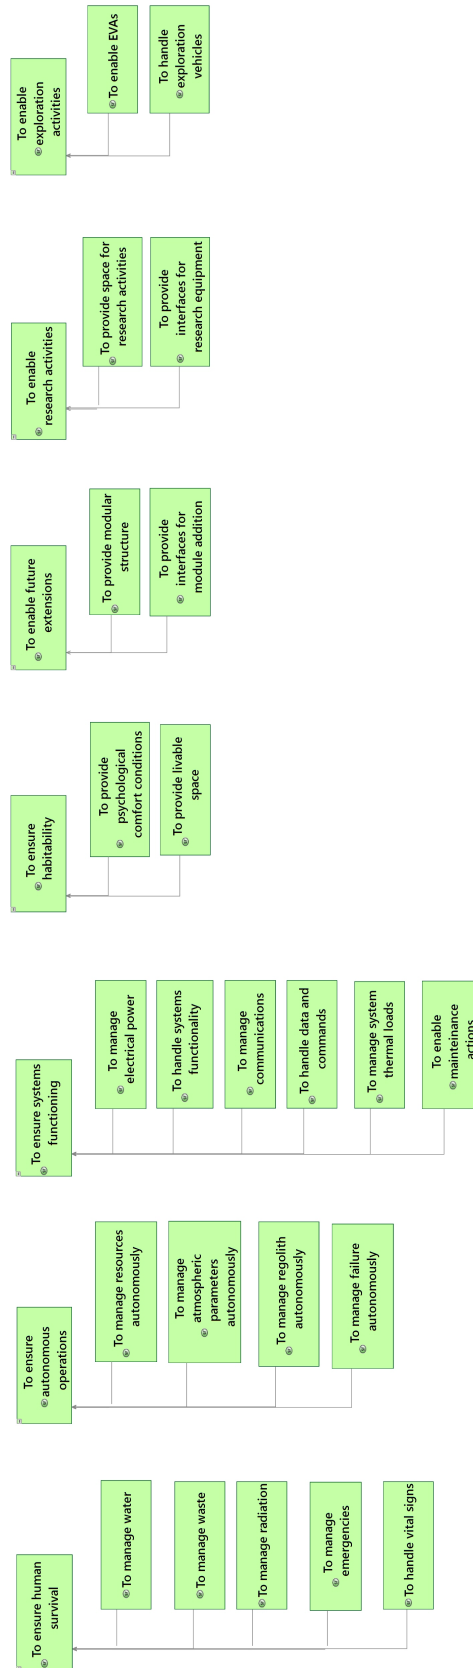 To ensure human
survival
To manage water
To manage waste
To manage radiation
To manage
emergencies
To handle vital signs
To ensure
autonomous
operations
To manage resources
autonomously
To manage
atmospheric
parameters
autonomously
To manage regolith
autonomously
To manage failure
autonomously
To ensure systems
functioning
To manage
electrical power
To handle systems
functionality
To manage
communications
To handle data and
commands
To manage system
thermal loads
To enable
mainteinance
actions
To ensure
habitability
To provide
psychological
comfort conditions
To provide livable
space
To enable future
extensions
To provide modular
structure
To provide
interfaces for
module addition
To enable
research activities
To provide space for
research activities
To provide
interfaces for
research equipment
To enable
exploration
activities
To enable EVAs
To handle
exploration
vehicles